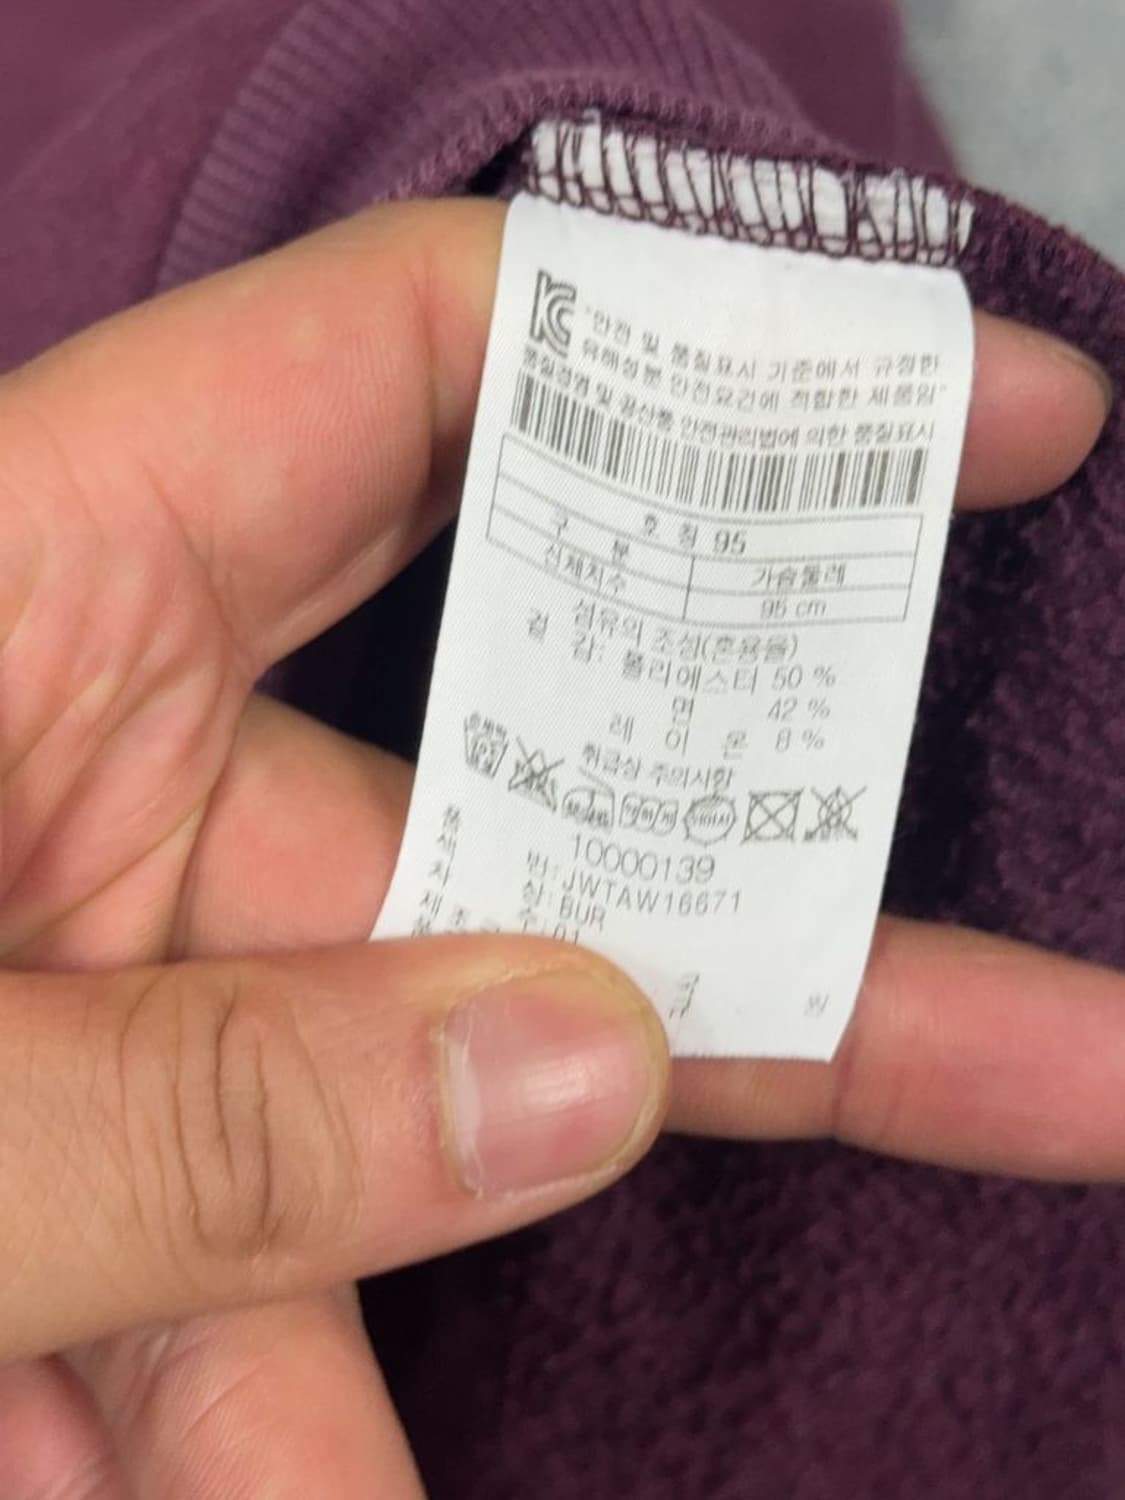 KC "안전 및 품질표시 기준에서 규정한
유해성분 안전요건에 적합한 제품임"
품질경영 및 공산품 안전관리법에 의한 품질표시
호 칭 95
구 분 가슴둘레
신체치수 95 cm
섬유의 조성(혼용율)
겉 감: 폴리에스터 50 %
면 42 %
레 이 온 8 %
취급상 주의사항
10000139
번: JWTAW16671
상: BUR
원